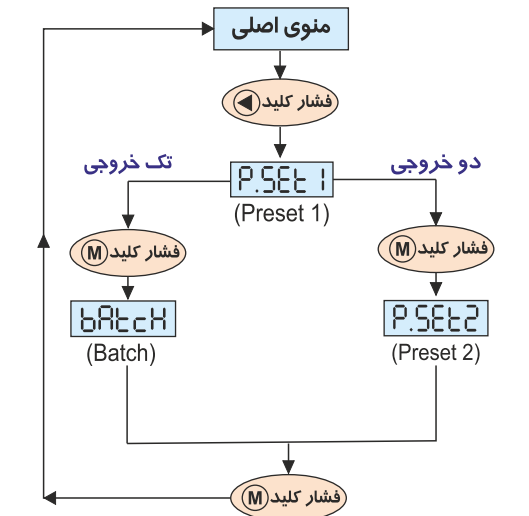 منوی اصلی
فشار کلید ◀
دو خروجی
تک خروجی
P.SEt 1
(Preset 1)
فشار کلید M
فشار کلید M
P.SEt2
bAtcH
(Preset 2)
(Batch)
فشار کلید M